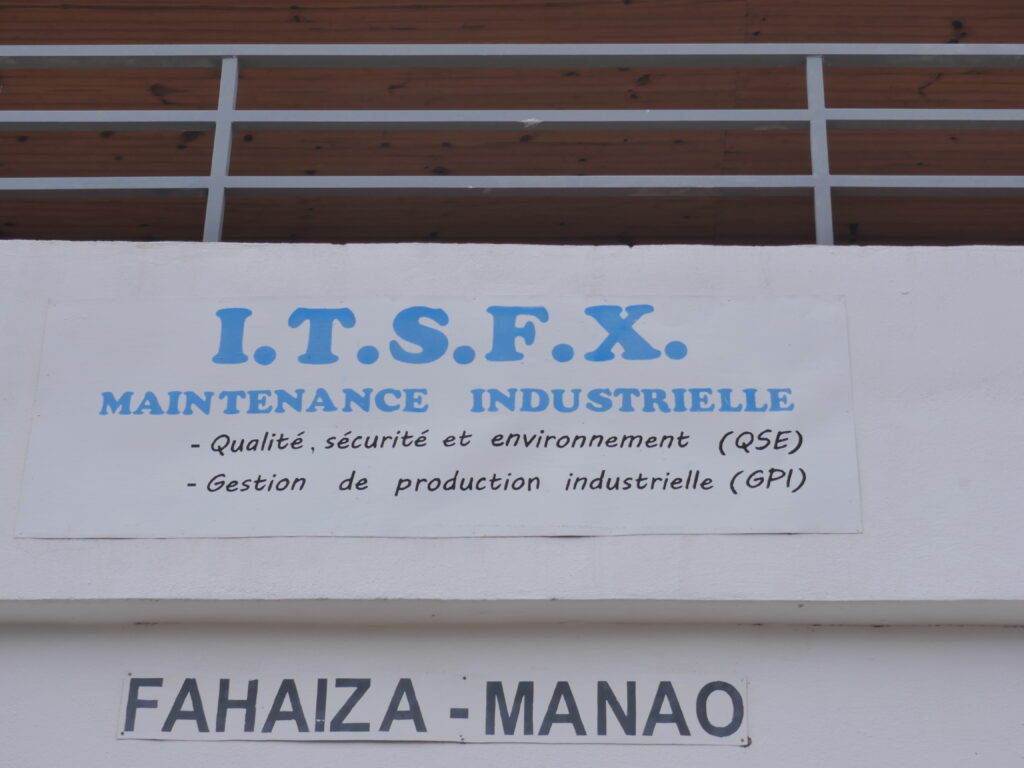 I.T.S.F.X.
MAINTENANCE INDUSTRIELLE
- Qualité, sécurité et environnement (QSE)
- Gestion de production industrielle (GPI)
FAHAIZA - MANAO